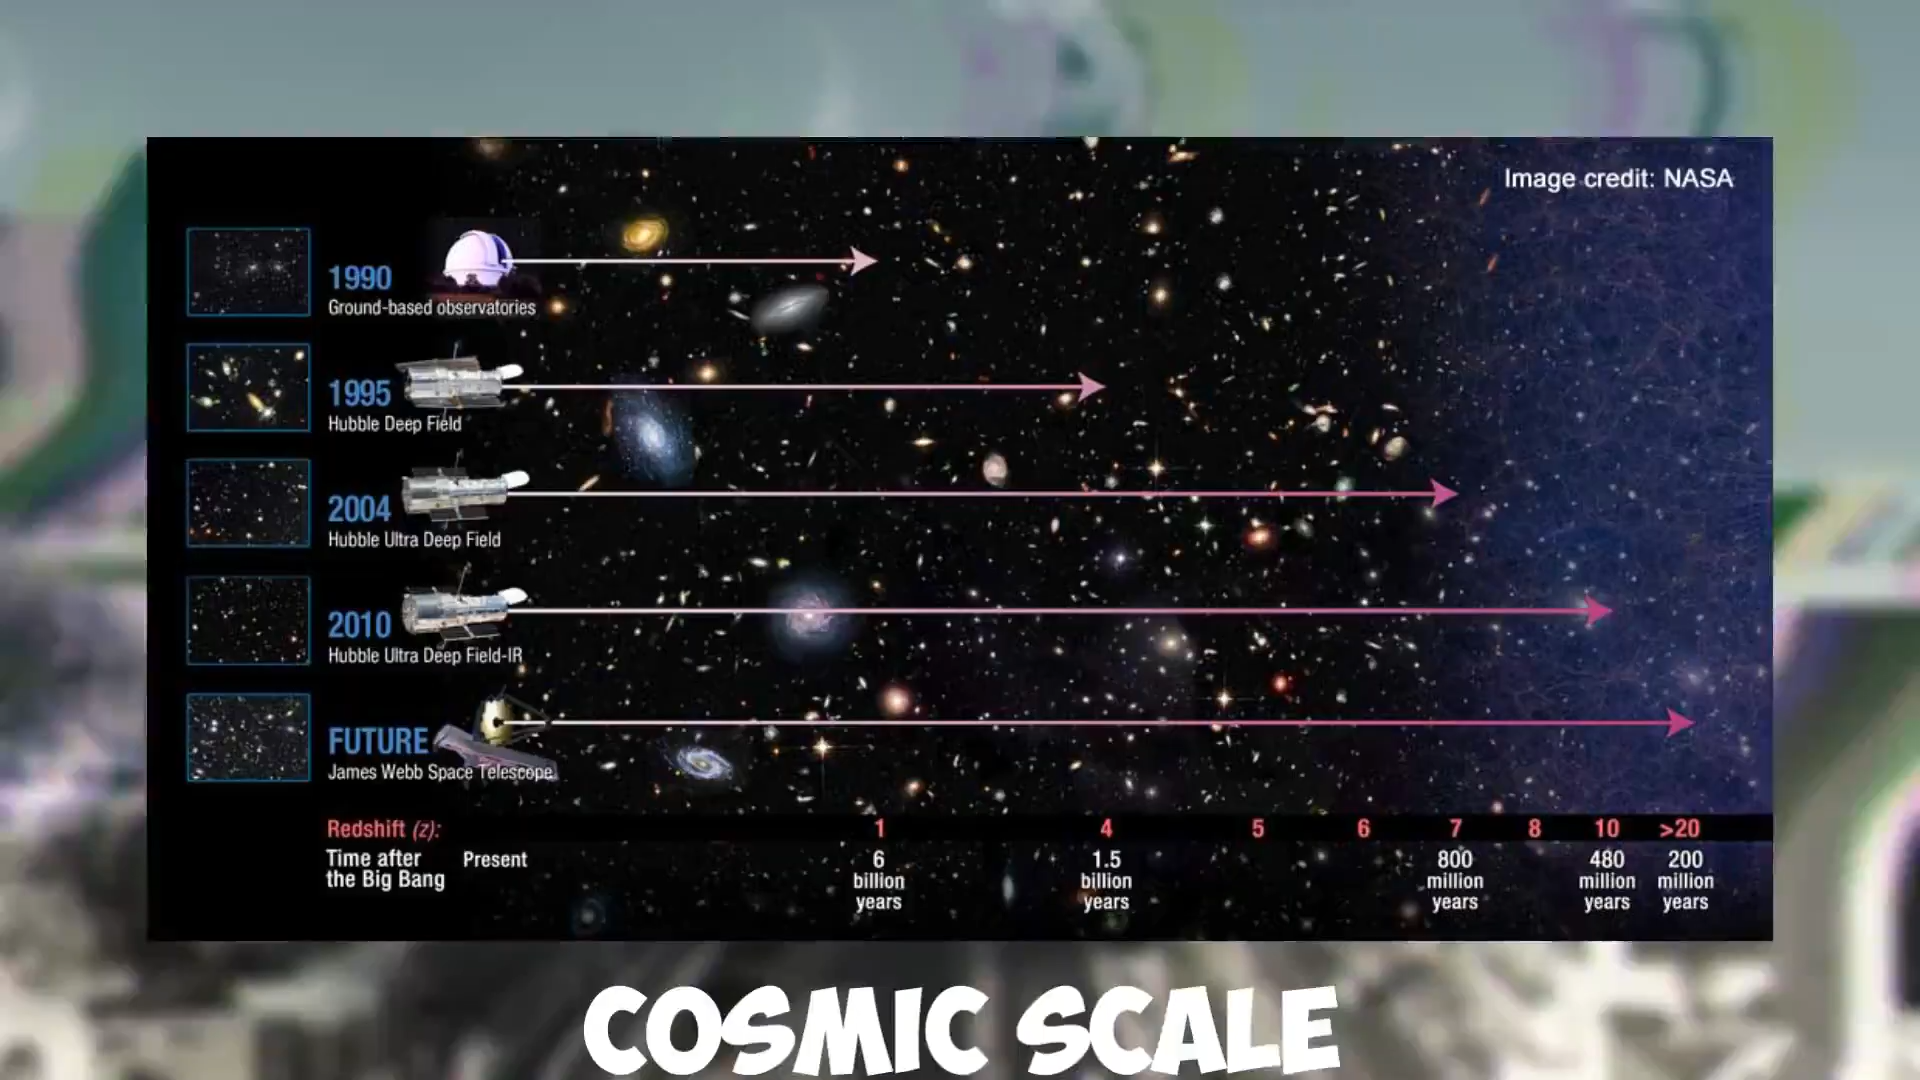 Image credit: NASA
1990
Ground-based observatories
1995
Hubble Deep Field
2004
Hubble Ultra Deep Field
2010
Hubble Ultra Deep Field-IR
FUTURE
James Webb Space Telescope
Redshift (z): 1 4 5 6 7 8 10 >20
Time after the Big Bang
Present
6 billion years
1.5 billion years
800 million years
480 million years
200 million years
COSMIC SCALE